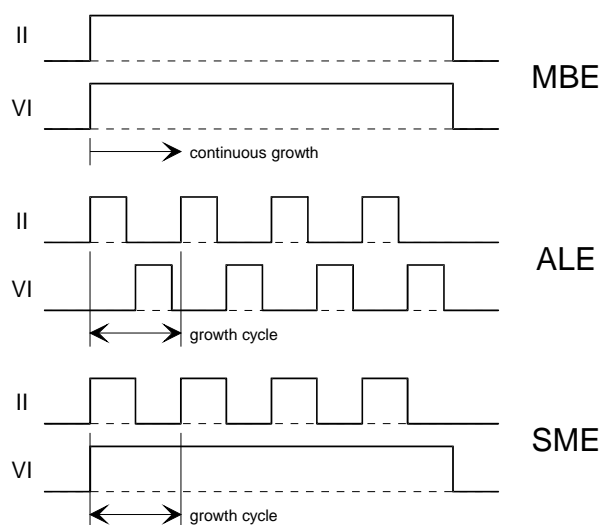 II
MBE
VI
continuous growth
II
ALE
VI
growth cycle
II
SME
VI
growth cycle